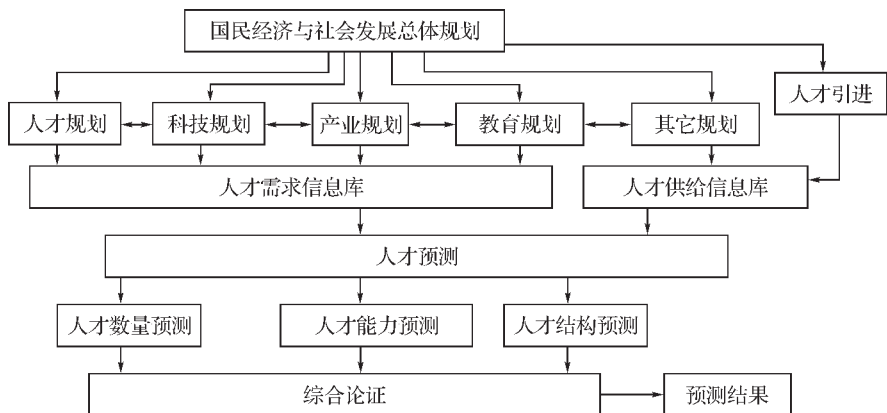 国民经济与社会发展总体规划
人才引进
人才规划
科技规划
产业规划
教育规划
其它规划
人才需求信息库
人才供给信息库
人才预测
人才数量预测
人才能力预测
人才结构预测
综合论证
预测结果